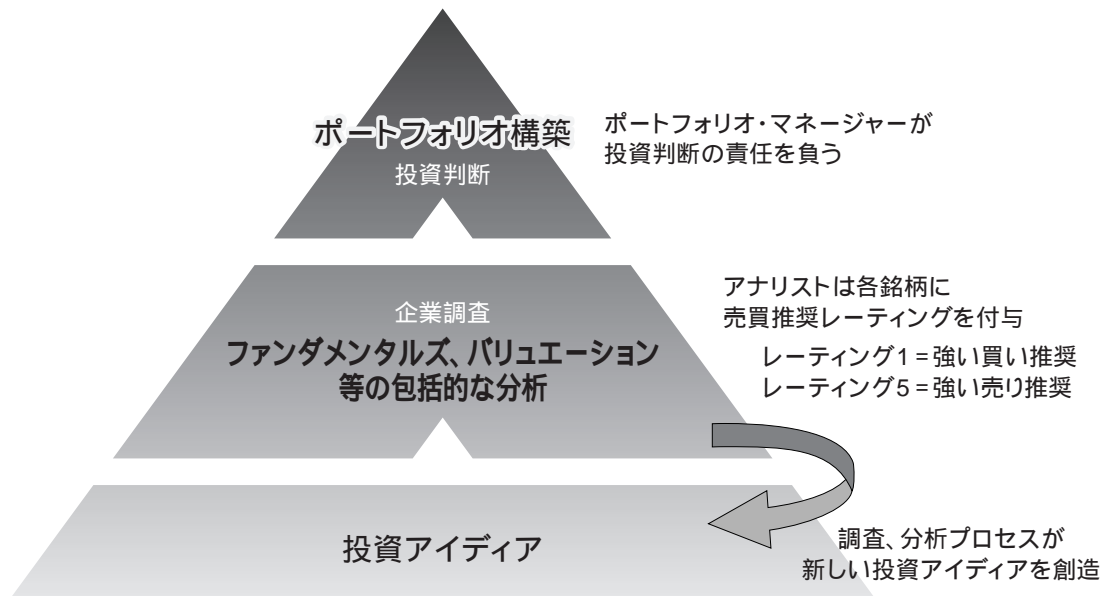 ポートフォリオ構築
投資判断
ポートフォリオ・マネージャーが
投資判断の責任を負う
企業調査
ファンダメンタルズ、バリュエーション
等の包括的な分析
アナリストは各銘柄に
売買推奨レーティングを付与
レーティング1=強い買い推奨
レーティング5=強い売り推奨
投資アイディア
調査、分析プロセスが
新しい投資アイディアを創造